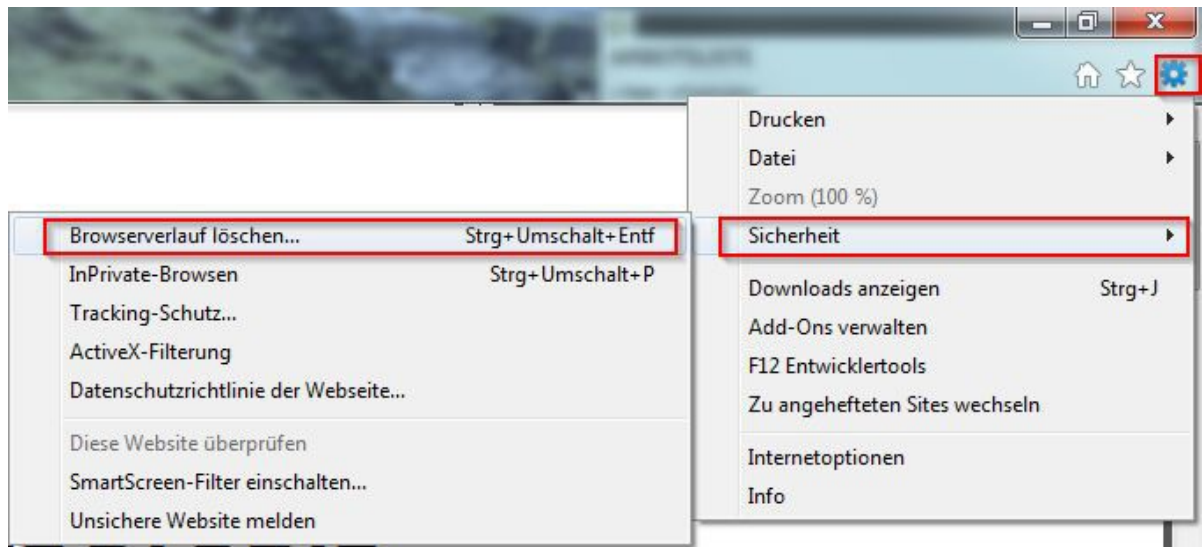 Drucken
Datei
Zoom (100 %)
Sicherheit
Downloads anzeigen Strg+J
Add-Ons verwalten
F12 Entwicklertools
Zu angehefteten Sites wechseln
Internetoptionen
Info
Browserverlauf löschen... Strg+Umschalt+Entf
InPrivate-Browsen Strg+Umschalt+P
Tracking-Schutz...
ActiveX-Filterung
Datenschutzrichtlinie der Webseite...
Diese Website überprüfen
SmartScreen-Filter einschalten...
Unsichere Website melden